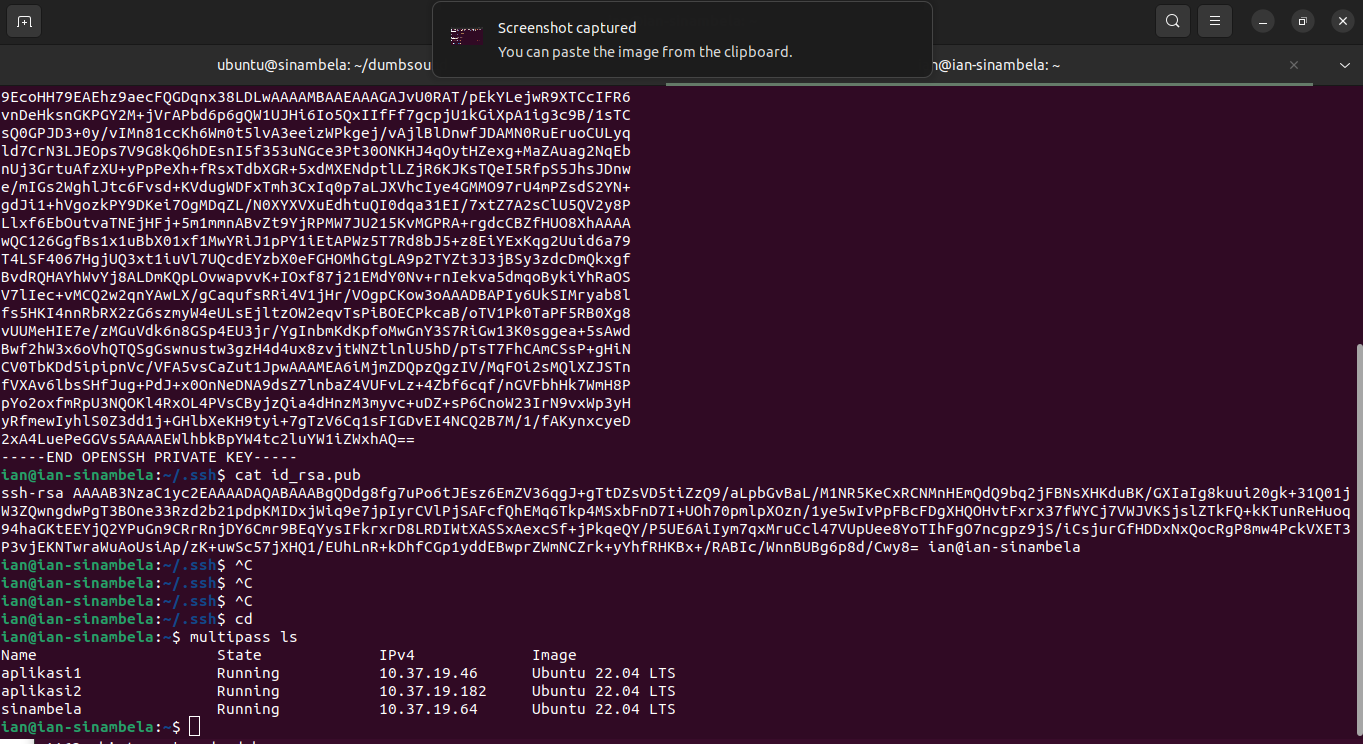 Screenshot captured
You can paste the image from the clipboard.
ubuntu@sinambela: ~/dumbsou
n@ian-sinambela: ~
9EcoHH79EAEhz9aecFQGDqnx38LDLwAAAAMBAAEAAAGAJvU0RAT/pEkYLejwR9XTCcIFR6
vnDeHksnGKPGY2M+jVrAPbd6p6gQW1UJHi6Io5QxIIfFf7gcpjU1kGiXpA1ig3c9B/1sTC
sQ0GPJD3+0y/vIMn81ccKh6Wm0t5lvA3eeizWPkgej/vAjlBlDnwfJDAMN0RuEruoCULyq
ld7CrN3LJEOps7V9G8kQ6hDEsnI5f353uNGce3Pt30ONKHJ4qOytHZexg+MaZAuag2NqEb
nUj3GrtuAfzXU+yPpPeXh+fRsxTdbXGR+5xdMXENdptlLZjR6KJKsTQeI5RfpS5JhsJDnw
e/mIGs2WghlJtc6Fvsd+KVdugWDFxTmh3CxIq0p7aLJXVhcIye4GMMO97rU4mPZsdS2YN+
gdJi1+hVgozkPY9DKei7OgMDqZL/N0XYXVXuEdhtuQI0dqa31EI/7xtZ7A2sClU5QV2y8P
Llxf6EbOutvaTNEjHFj+5m1mmnABvZt9YjRPMW7JU215KvMGPRA+rgdcCBZfHUO8XhAAAA
wQC126GgfBs1x1uBbX01xf1MwYRiJ1pPY1iEtAPWz5T7Rd8bJ5+z8EiYExKqg2Uuid6a79
T4LSF4067HgjUQ3xt1iuVl7UQcdEYzbX0eFGHOMhGtgLA9p2TYZt3J3jBSy3zdcDmQkxgf
BvdRQHAYhWvYj8ALDmKQpLOvwapvvK+IOxf87j21EMdY0Nv+rnIekva5dmqoBykiYhRaOS
V7lIec+vMCQ2w2qnYAwLX/gCaqufsRRi4V1jHr/VOgpCKow3oAAADBAPIy6UkSIMryab8l
fs5HKI4nnRbRX2zG6szmyW4eULsEjltzOW2eqvTsPiBOECPkcaB/oTV1Pk0TaPF5RB0Xg8
vUUMeHIE7e/zMGuVdk6n8GSp4EU3jr/YgInbmKdKpfoMwGnY3S7RiGw13K0sggea+5sAwd
Bwf2hW3x6oVhQTQSgGswnustw3gzH4d4ux8zvjtWNZtlnlU5hD/pTsT7FhCAmCSsP+gHiN
CV0TbKDd5ipipnVc/VFA5vsCaZut1JpwAAAMEA6iMjmZDQpzQgzIV/MqFOi2sMQlXZJSTn
fVXAv6lbsSHfJug+PdJ+x0OnNeDNA9dsZ7lnbaZ4VUFvLz+4Zbf6cqf/nGVFbhHk7WmH8P
pYo2oxfmRpU3NQOKl4RxOL4PVsCByjzQia4dHnzM3myvc+uDZ+sP6CnoW23IrN9vxWp3yH
yRfmewIyhlS0Z3dd1j+GHlbXeKH9tyi+7gTzV6Cq1sFIGDvEI4NCQ2B7M/1/fAKynxcyeD
2xA4LuePeGGVs5AAAAEWlhbkBpYW4tc2luYW1iZWxhAQ==
-----END OPENSSH PRIVATE KEY-----
ian@ian-sinambela:~/.ssh$ cat id_rsa.pub
ssh-rsa AAAAB3NzaC1yc2EAAAADAQABAAABgQDdg8fg7uPo6tJEsz6EmZV36qgJ+gTtDZsVD5tiZzQ9/aLpbGvBaL/M1NR5KeCxRCNMnHEmQdQ9bq2jFBNsXHKduBK/GXIaIg8kuui20gk+31Q01j
W3ZQwngdwPgT3BOne33Rzd2b21pdpKMIDxjWiq9e7jpIyrCVlPjSAFcfQhEMq6Tkp4MSxbFnD7I+UOh70pmlpXOzn/1ye5wIvPpFBcFDgXHQOHvtFxrx37fWYCj7VWJVKSjslZTkFQ+kKTunReHuoq
94haGKtEEYjQ2YPuGn9CRrRnjDY6Cmr9BEqYysIFkrxrD8LRDIWtXASSxAexcSf+jPkqeQY/P5UE6AiIym7qxMruCcl47VUpUee8YoTIhFgO7ncgpz9jS/iCsjurGfHDDxNxQocRgP8mw4PckVXET3
P3vjEKNTwraWuAoUsiAp/zK+uwSc57jXHQ1/EUhLnR+kDhfCGp1yddEBwprZWmNCZrk+yYhfRHKBx+/RABIc/WnnBUBg6p8d/Cwy8= ian@ian-sinambela
ian@ian-sinambela:~/.ssh$ ^C
ian@ian-sinambela:~/.ssh$ ^C
ian@ian-sinambela:~/.ssh$ ^C
ian@ian-sinambela:~/.ssh$ cd
ian@ian-sinambela:~$ multipass ls
Name State IPv4 Image
aplikasi1 Running 10.37.19.46 Ubuntu 22.04 LTS
aplikasi2 Running 10.37.19.182 Ubuntu 22.04 LTS
sinambela Running 10.37.19.64 Ubuntu 22.04 LTS
ian@ian-sinambela:~$